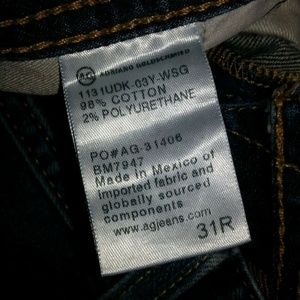 AG
ADRIANO GOLDSCHMIED
1131UDK-03Y-WSG
98% COTTON
2% POLYURETHANE
PO#AG-31406
BM7947
Made in Mexico of
imported fabric and
globally sourced
components
www.agjeans.com
31R